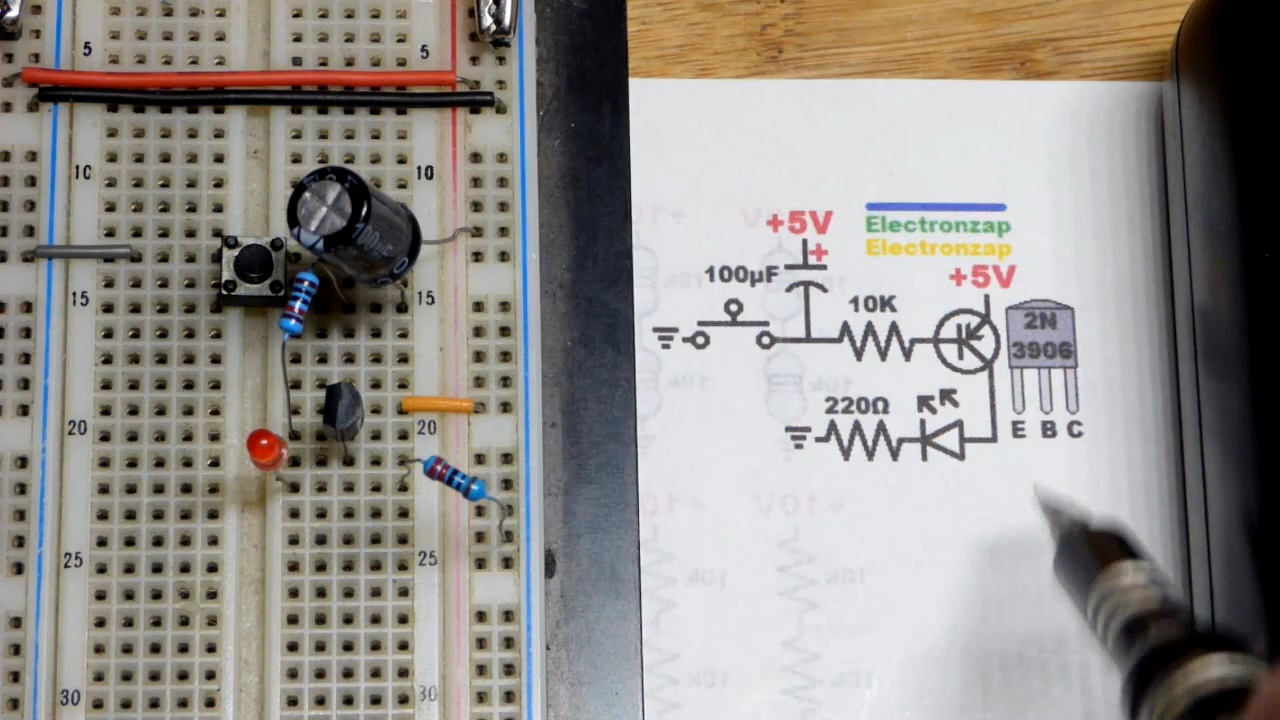 5
5
10
10
100µF
15
15
20
20
25
25
30
30
+5V
Electronzap
Electronzap
+
+5V
100µF
10K
2N
3906
220Ω
E B C